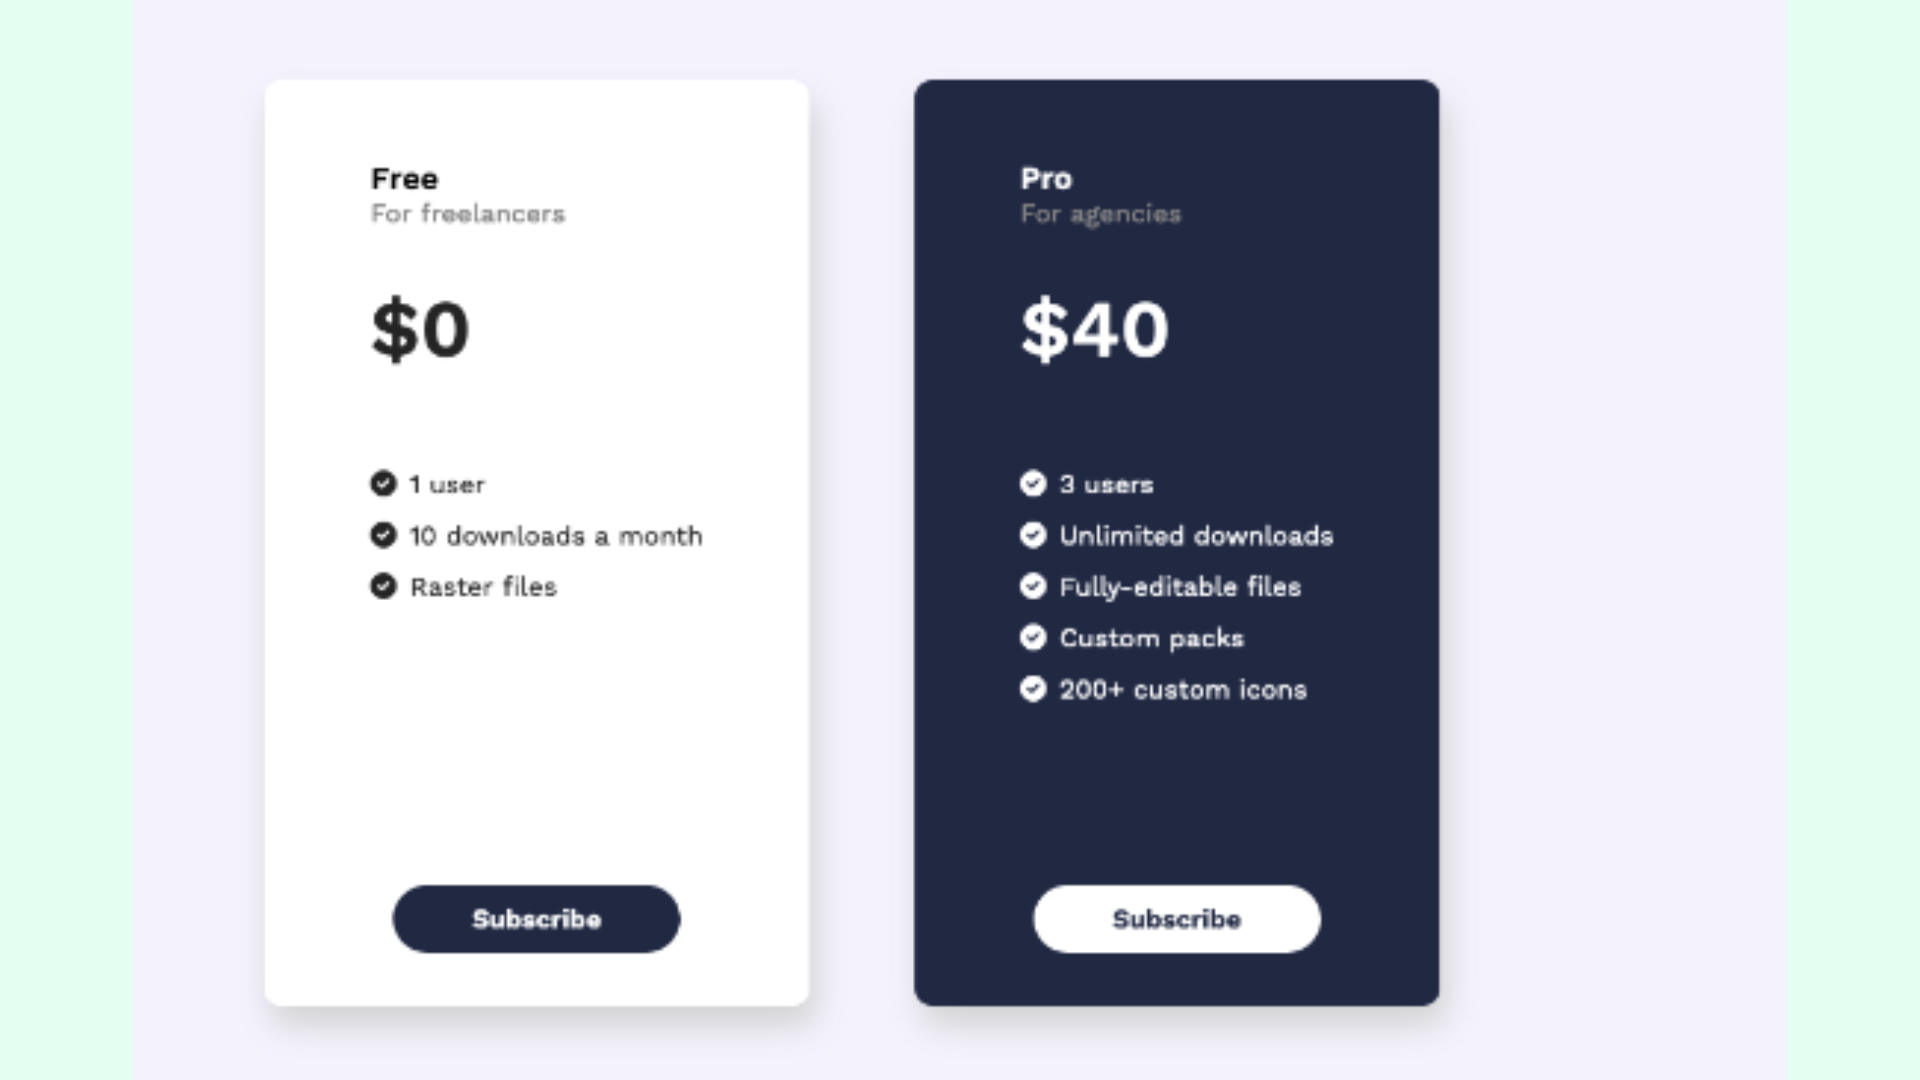 Free
For freelancers
$0
1 user
10 downloads a month
Raster files
Subscribe
Pro
For agencies
$40
3 users
Unlimited downloads
Fully-editable files
Custom packs
200+ custom icons
Subscribe